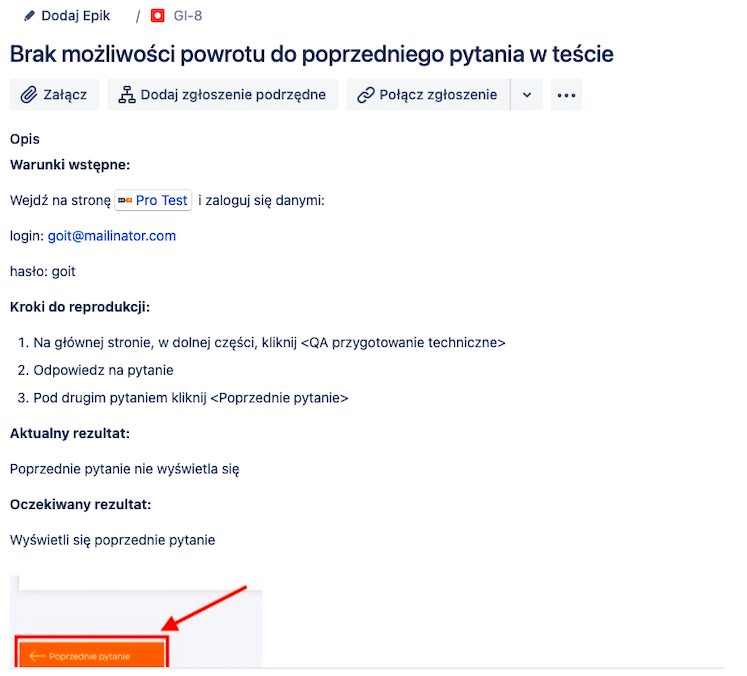 Dodaj Epik / GI-8
Brak możliwości powrotu do poprzedniego pytania w teście
Załącz Dodaj zgłoszenie podrzędne Połącz zgłoszenie
Opis
Warunki wstępne:
Wejdź na stronę Pro Test i zaloguj się danymi:
login: goit@mailinator.com
hasło: goit
Kroki do reprodukcji:
1. Na głównej stronie, w dolnej części, kliknij <QA przygotowanie techniczne>
2. Odpowiedz na pytanie
3. Pod drugim pytaniem kliknij <Poprzednie pytanie>
Aktualny rezultat:
Poprzednie pytanie nie wyświetla się
Oczekiwany rezultat:
Wyświetli się poprzednie pytanie
Poprzednie pytanie